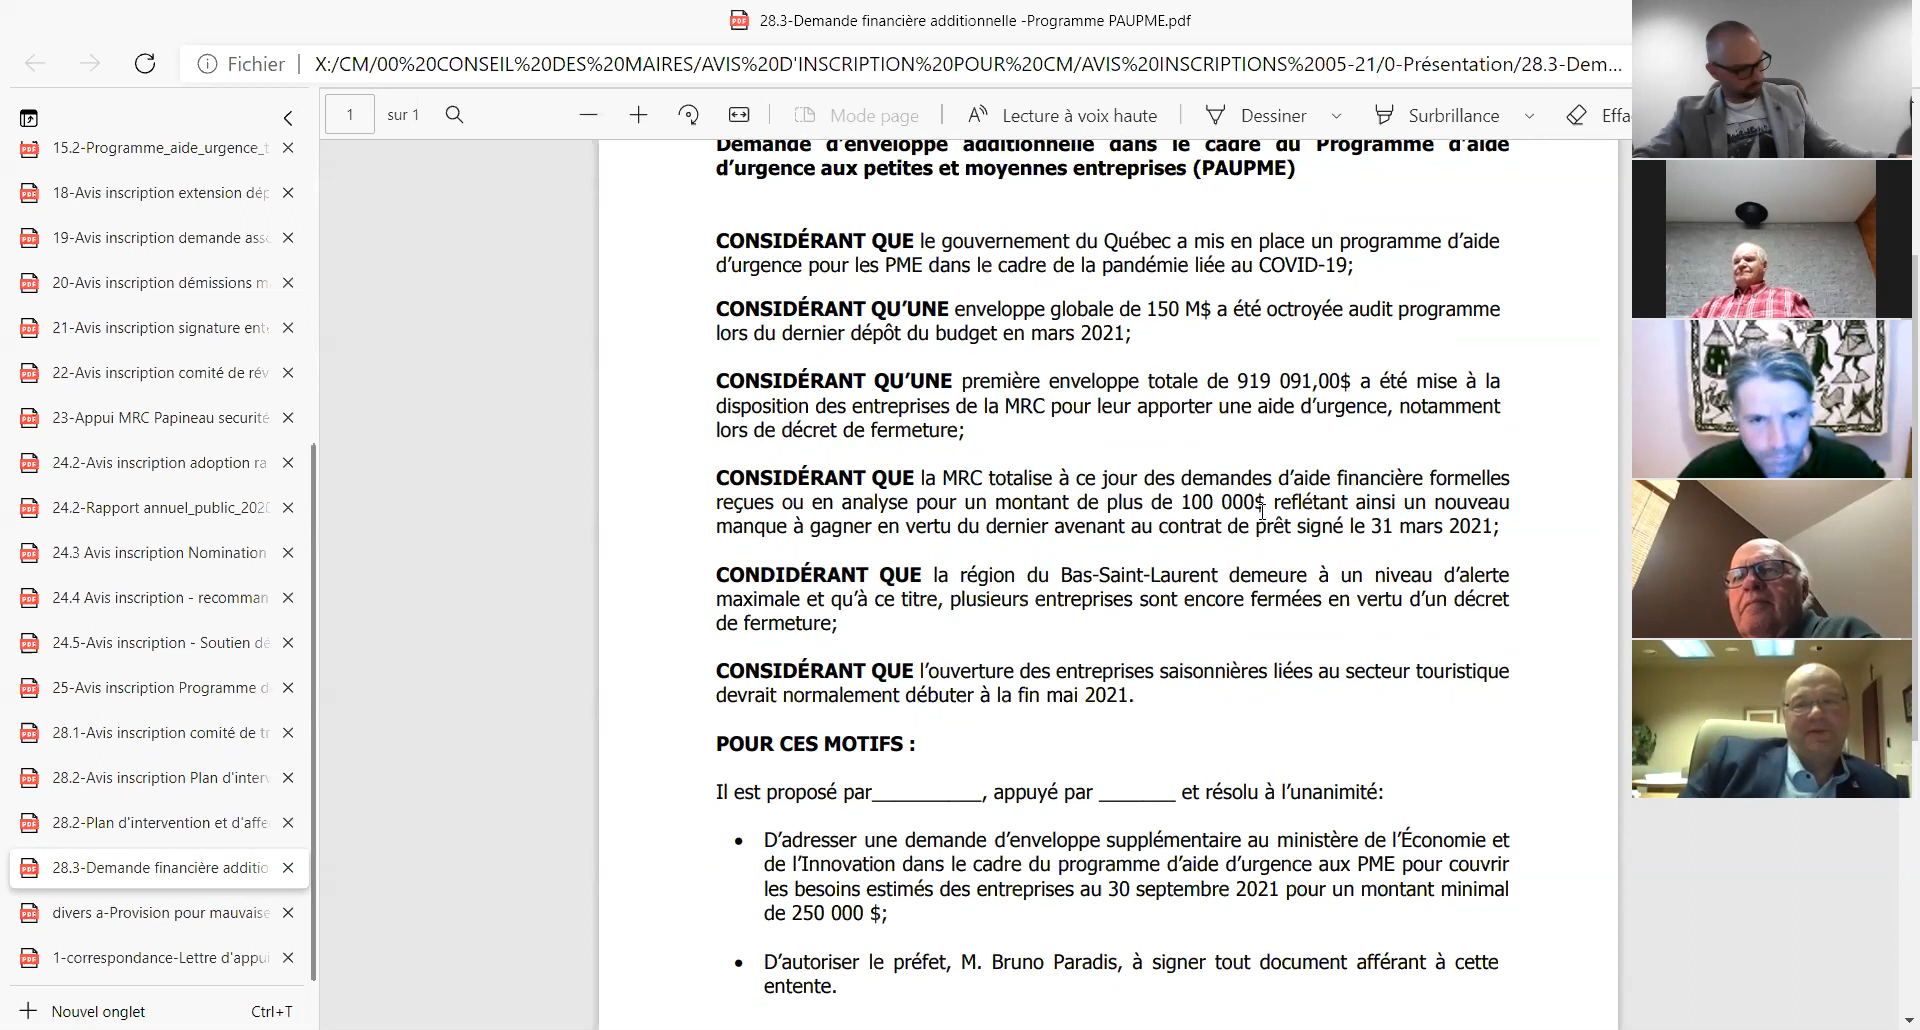 28.3-Demande financière additionnelle -Programme PAUPME.pdf
Fichier
X:/CM/00%20CONSEIL%20DES%20MAIRES/AVIS%20D'INSCRIPTION%20POUR%20CM/AVIS%20INSCRIPTIONS%2005-21/0-Présentation/28.3-Dem...
1 sur 1
Mode page
Lecture à voix haute
Dessiner
Surbrillance
Effa
15.2-Programme_aide_urgence_t
18-Avis inscription extension dép
19-Avis inscription demande asso
20-Avis inscription démissions m
21-Avis inscription signature ent
22-Avis inscription comité de rév
23-Appui MRC Papineau securité
24.2-Avis inscription adoption ra
24.2-Rapport annuel_public_202
24.3 Avis inscription Nomination
24.4 Avis inscription - recomman
24.5-Avis inscription - Soutien dé
25-Avis inscription Programme d
28.1-Avis inscription comité de tr
28.2-Avis inscription Plan d'interv
28.2-Plan d'intervention et d'affe
28.3-Demande financière additio
divers a-Provision pour mauvaise
1-correspondance-Lettre d'appui
Nouvel onglet Ctrl+T
Demande d'enveloppe additionnelle dans le cadre du Programme d'aide
d'urgence aux petites et moyennes entreprises (PAUPME)
CONSIDÉRANT QUE le gouvernement du Québec a mis en place un programme d'aide
d'urgence pour les PME dans le cadre de la pandémie liée au COVID-19;
CONSIDÉRANT QU'UNE enveloppe globale de 150 M$ a été octroyée audit programme
lors du dernier dépôt du budget en mars 2021;
CONSIDÉRANT QU'UNE première enveloppe totale de 919 091,00$ a été mise à la
disposition des entreprises de la MRC pour leur apporter une aide d'urgence, notamment
lors de décret de fermeture;
CONSIDÉRANT QUE la MRC totalise à ce jour des demandes d'aide financière formelles
reçues ou en analyse pour un montant de plus de 100 000$ reflétant ainsi un nouveau
manque à gagner en vertu du dernier avenant au contrat de prêt signé le 31 mars 2021;
CONDIDÉRANT QUE la région du Bas-Saint-Laurent demeure à un niveau d'alerte
maximale et qu'à ce titre, plusieurs entreprises sont encore fermées en vertu d'un décret
de fermeture;
CONSIDÉRANT QUE l'ouverture des entreprises saisonnières liées au secteur touristique
devrait normalement débuter à la fin mai 2021.
POUR CES MOTIFS :
Il est proposé par__________, appuyé par _______ et résolu à l'unanimité:
• D'adresser une demande d'enveloppe supplémentaire au ministère de l'Économie et
de l'Innovation dans le cadre du programme d'aide d'urgence aux PME pour couvrir
les besoins estimés des entreprises au 30 septembre 2021 pour un montant minimal
de 250 000 $;
• D'autoriser le préfet, M. Bruno Paradis, à signer tout document afférant à cette
entente.